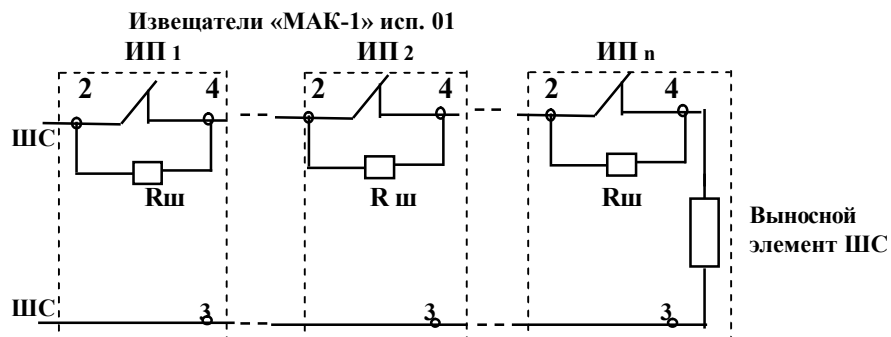 Извещатели «МАК-1» исп. 01
ИП 1 ИП 2 ИП n
2 4 2 4 2 4
ШС
Rш R ш Rш
Выносной
элемент ШС
ШС 3 3 3